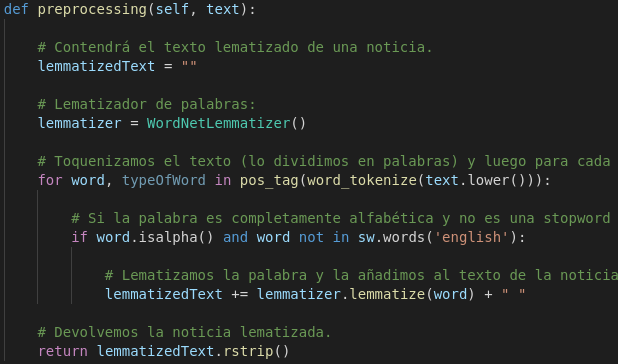 def preprocessing(self, text):
# Contendrá el texto lematizado de una noticia.
lemmatizedText = ""
# Lematizador de palabras:
lemmatizer = WordNetLemmatizer()
# Toquenizamos el texto (lo dividimos en palabras) y luego para cada
for word, typeOfWord in pos_tag(word_tokenize(text.lower())):
# Si la palabra es completamente alfabética y no es una stopword
if word.isalpha() and word not in sw.words('english'):
# Lematizamos la palabra y la añadimos al texto de la noticia
lemmatizedText += lemmatizer.lemmatize(word) + " "
# Devolvemos la noticia lematizada.
return lemmatizedText.rstrip()